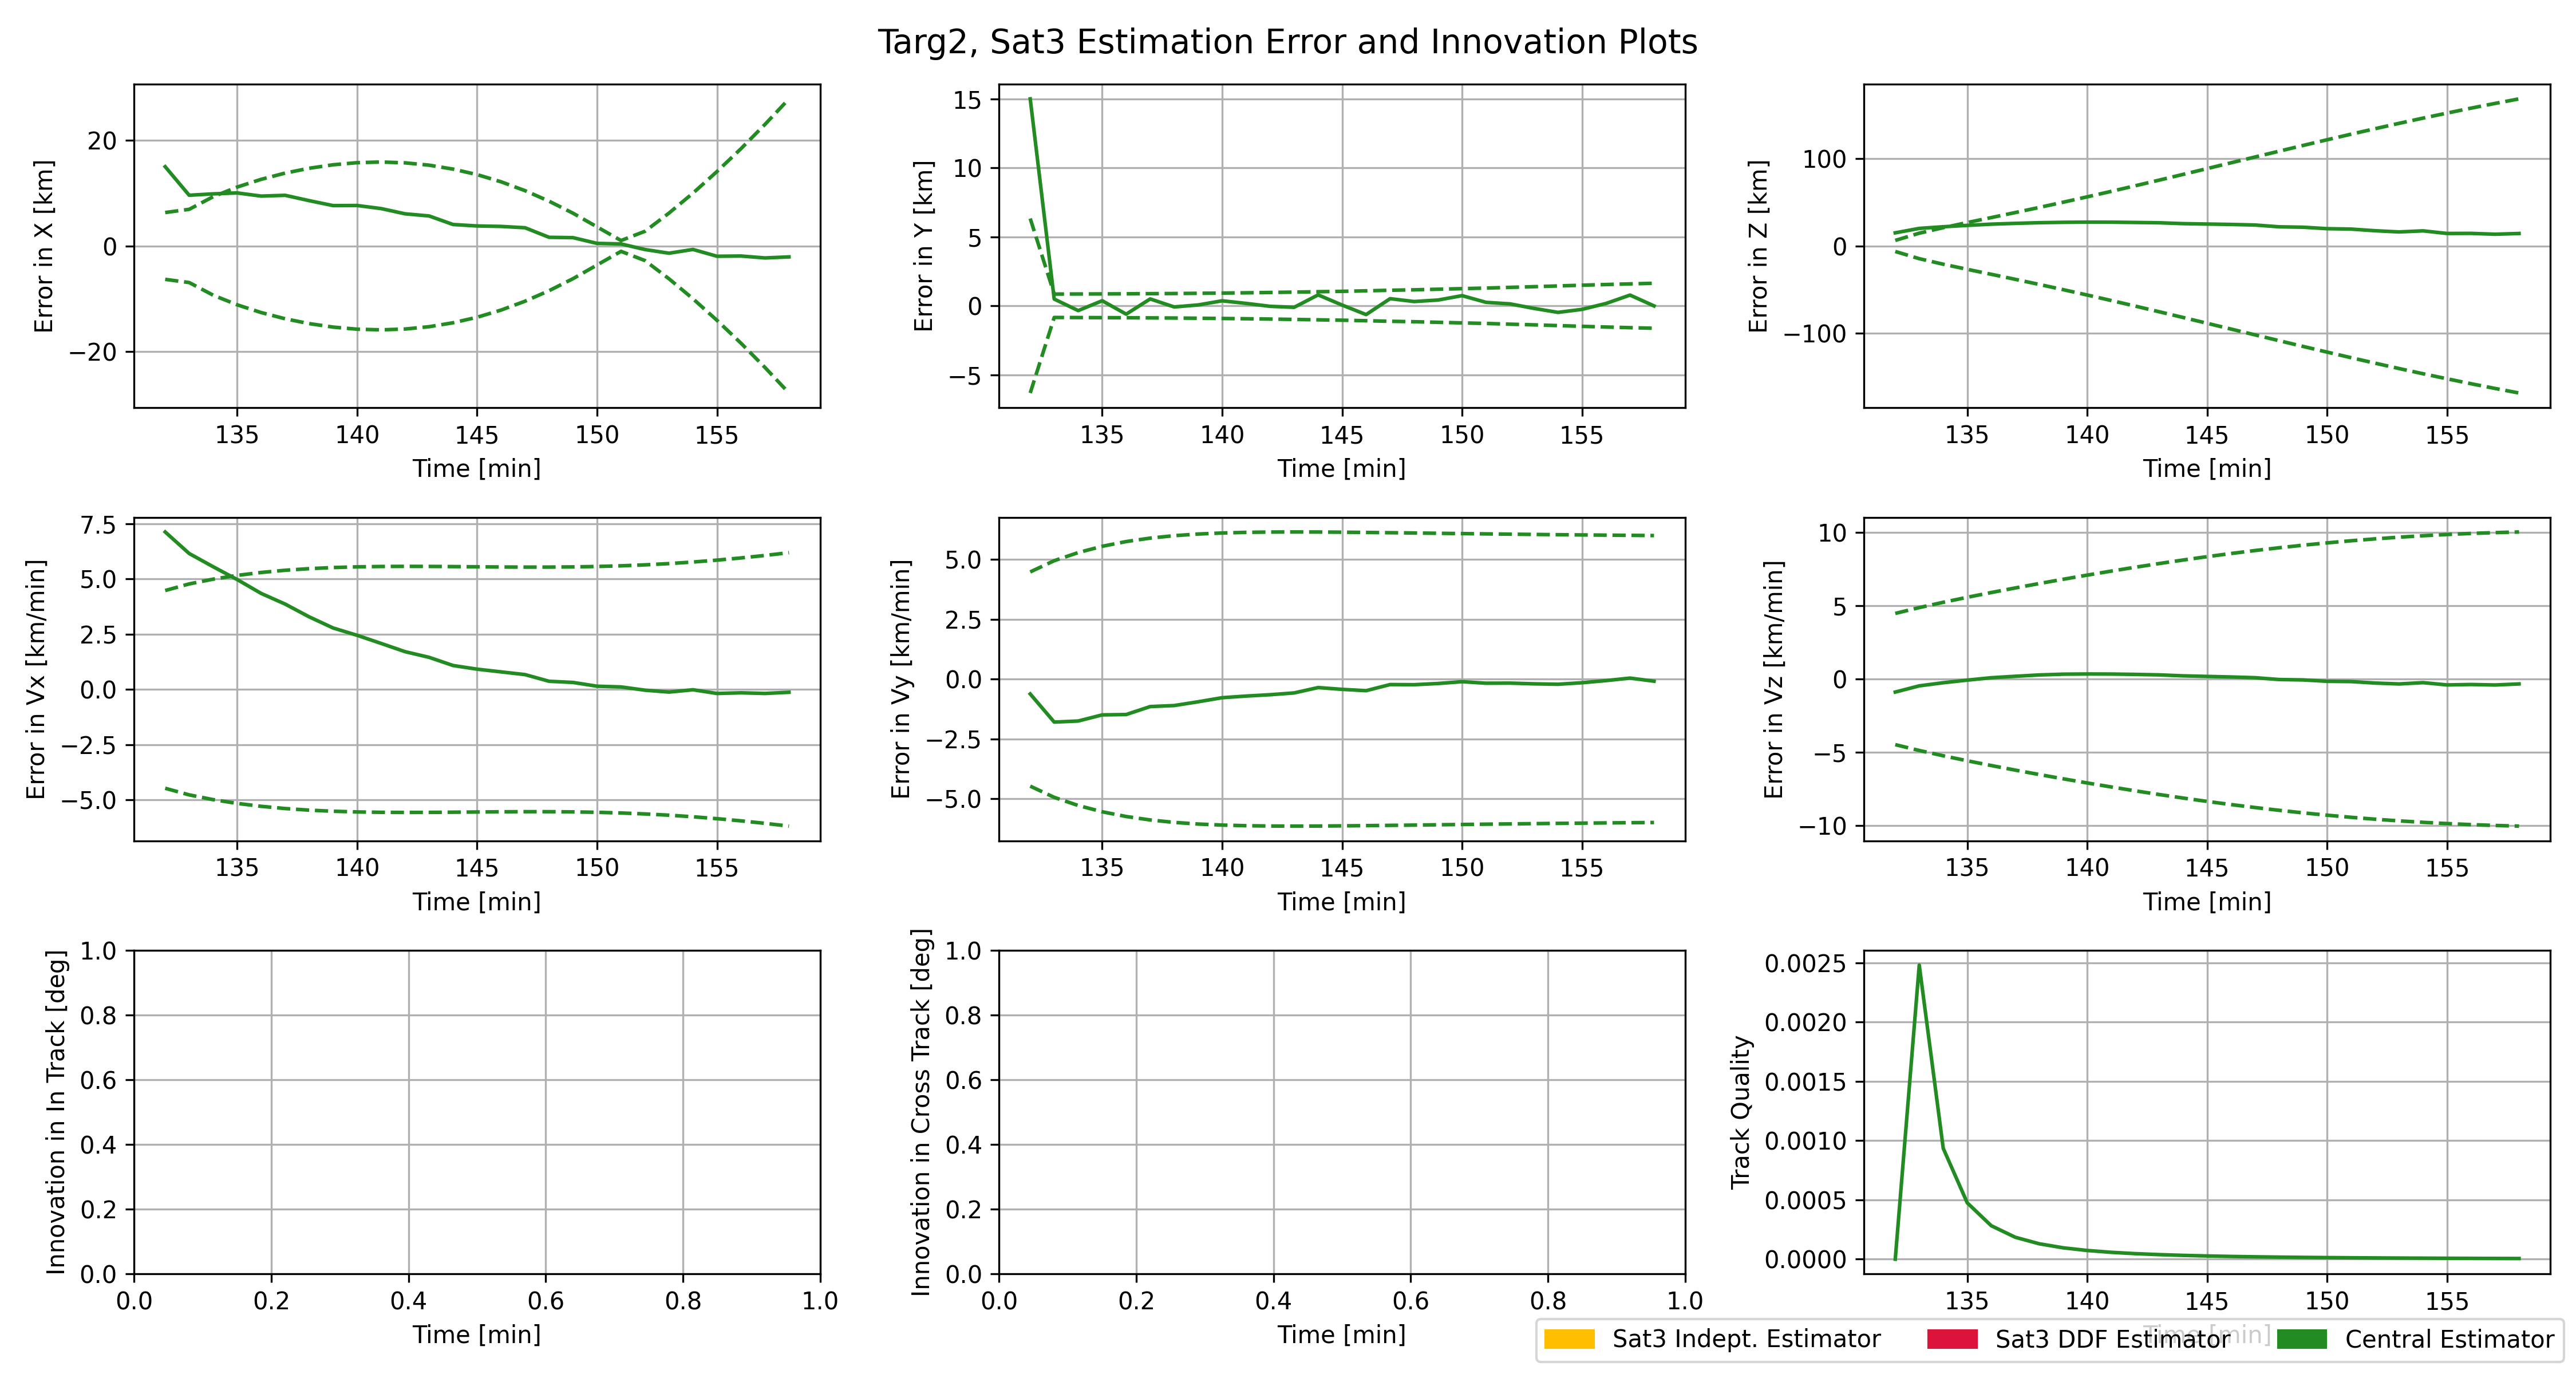 Targ2, Sat3 Estimation Error and Innovation Plots
Error in X [km]
20
0
−20
135 140 145 150 155
Time [min]
Error in Y [km]
15
10
5
0
−5
135 140 145 150 155
Time [min]
Error in Z [km]
100
0
−100
135 140 145 150 155
Time [min]
Error in Vx [km/min]
7.5
5.0
2.5
0.0
−2.5
−5.0
135 140 145 150 155
Time [min]
Error in Vy [km/min]
5.0
2.5
0.0
−2.5
−5.0
135 140 145 150 155
Time [min]
Error in Vz [km/min]
10
5
0
−5
−10
135 140 145 150 155
Time [min]
Innovation in In Track [deg]
1.0
0.8
0.6
0.4
0.2
0.0
0.0 0.2 0.4 0.6 0.8 1.0
Time [min]
Innovation in Cross Track [deg]
1.0
0.8
0.6
0.4
0.2
0.0
0.0 0.2 0.4 0.6 0.8 1.0
Time [min]
Track Quality
0.0025
0.0020
0.0015
0.0010
0.0005
0.0000
135 140 145 150 155
Time [min]
Sat3 Indept. Estimator Sat3 DDF Estimator Central Estimator